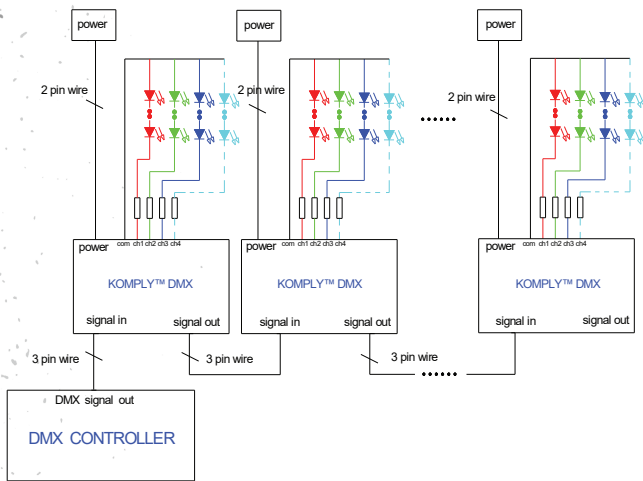 power
power
power
2 pin wire
2 pin wire
2 pin wire
power com ch1 ch2 ch3 ch4
power com ch1 ch2 ch3 ch4
power com ch1 ch2 ch3 ch4
KOMPLY™ DMX
KOMPLY™ DMX
KOMPLY™ DMX
signal in signal out
signal in signal out
signal in signal out
3 pin wire
3 pin wire
3 pin wire
DMX signal out
DMX CONTROLLER